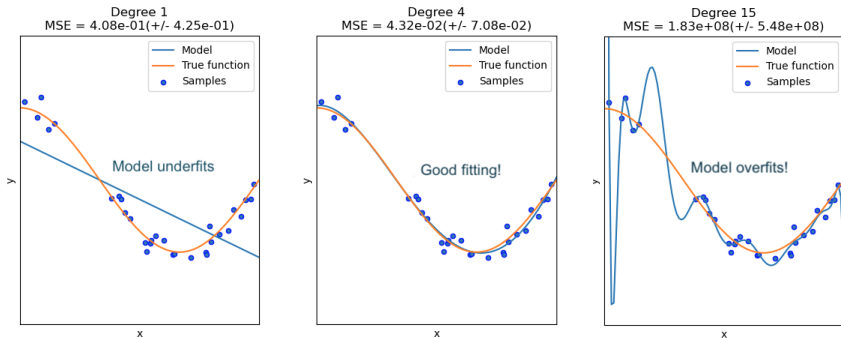 Degree 1
MSE = 4.08e-01(+/- 4.25e-01)
Model
True function
Samples
Model underfits
y
x
Degree 4
MSE = 4.32e-02(+/- 7.08e-02)
Model
True function
Samples
Good fitting!
y
x
Degree 15
MSE = 1.83e+08(+/- 5.48e+08)
Model
True function
Samples
Model overfits!
y
x